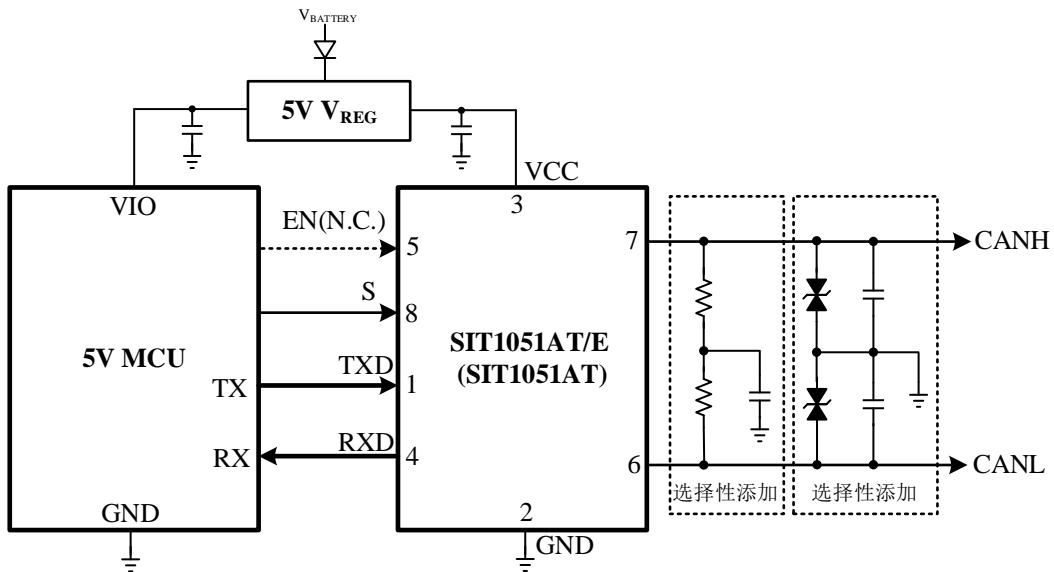 VBATTERY
5V VREG
VCC
VIO
3
EN(N.C.)
5
7
CANH
S
8
5V MCU
SIT1051AT/E
(SIT1051AT)
TX
TXD
1
RX
RXD
4
6
CANL
选择性添加
选择性添加
GND
2
GND